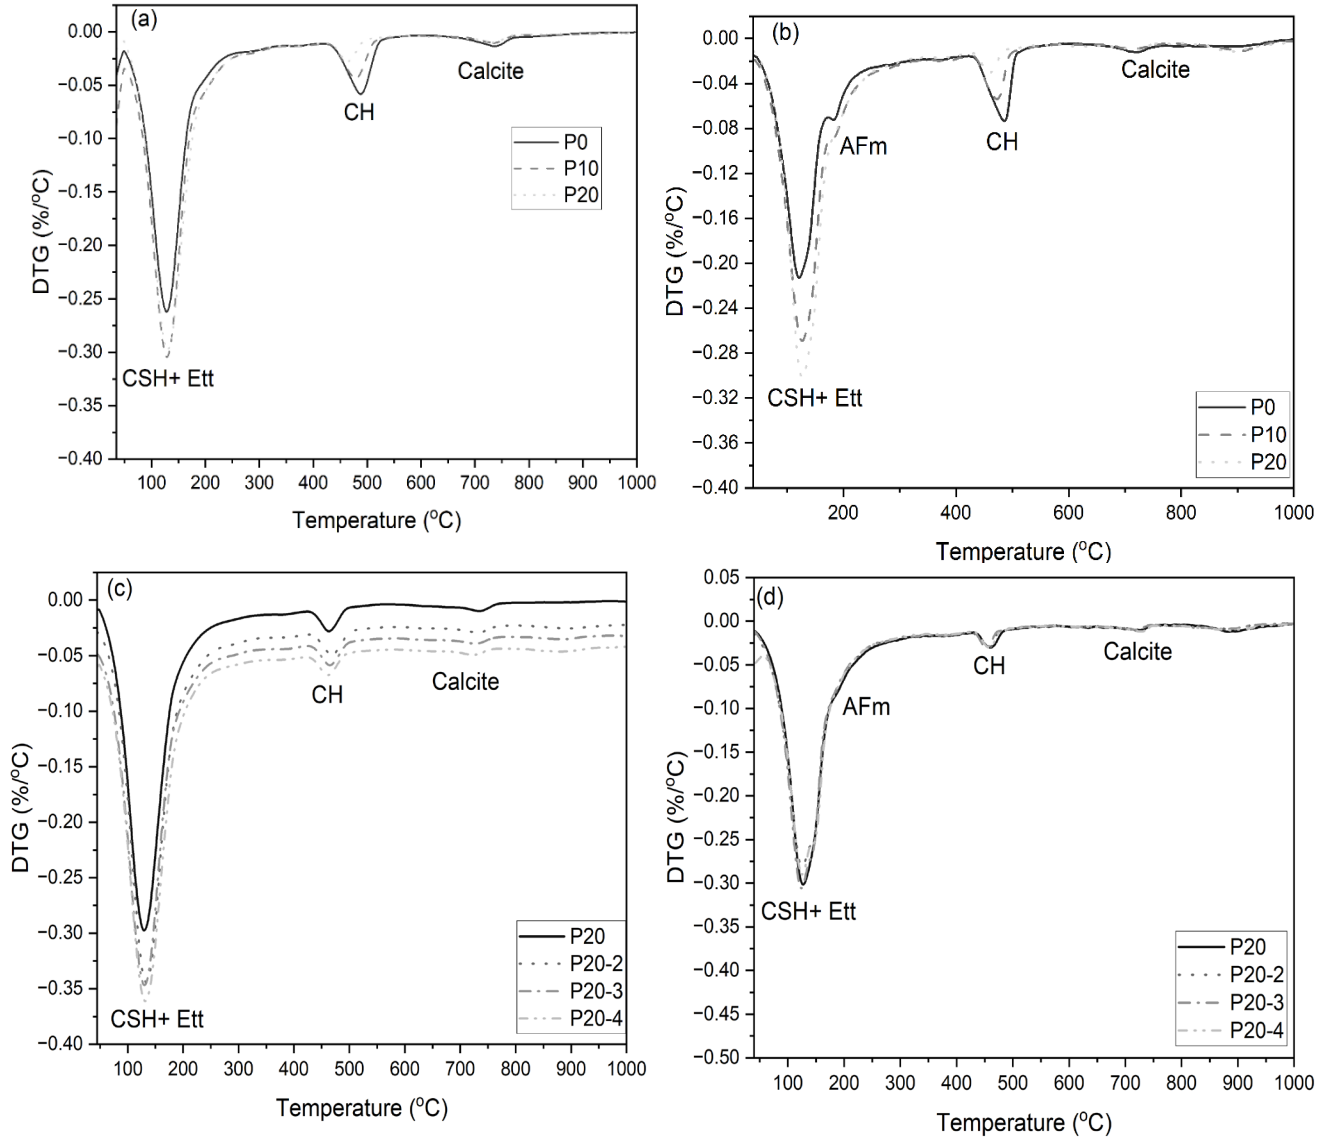 (a)
0.00
−0.05
−0.10
−0.15
−0.20
−0.25
−0.30
−0.35
−0.40
DTG (%/°C)
Calcite
CH
P0
P10
P20
CSH+ Ett
100 200 300 400 500 600 700 800 900 1000
Temperature (°C)
(b)
0.00
−0.04
−0.08
−0.12
−0.16
−0.20
−0.24
−0.28
−0.32
−0.36
−0.40
DTG (%/°C)
Calcite
AFm
CH
CSH+ Ett
P0
P10
P20
200 400 600 800 1000
Temperature (°C)
(c)
0.00
−0.05
−0.10
−0.15
−0.20
−0.25
−0.30
−0.35
−0.40
DTG (%/°C)
CH
Calcite
P20
P20-2
P20-3
P20-4
CSH+ Ett
100 200 300 400 500 600 700 800 900 1000
Temperature (°C)
(d)
0.05
0.00
−0.05
−0.10
−0.15
−0.20
−0.25
−0.30
−0.35
−0.40
−0.45
−0.50
DTG (%/°C)
CH
Calcite
AFm
CSH+ Ett
P20
P20-2
P20-3
P20-4
100 200 300 400 500 600 700 800 900 1000
Temperature (°C)